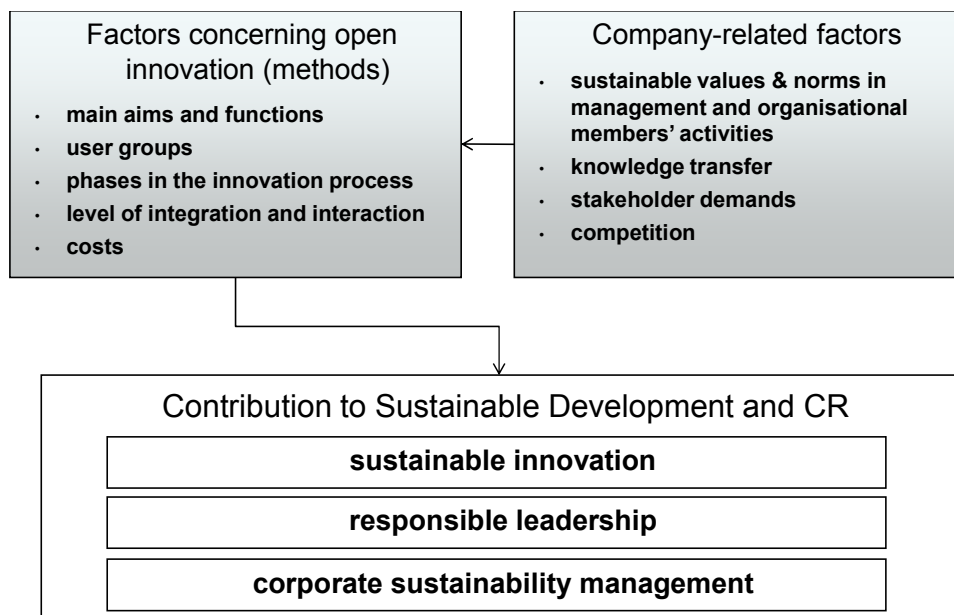 Factors concerning open
innovation (methods)
· main aims and functions
· user groups
· phases in the innovation process
· level of integration and interaction
· costs
Company-related factors
· sustainable values & norms in
management and organisational
members’ activities
· knowledge transfer
· stakeholder demands
· competition
Contribution to Sustainable Development and CR
sustainable innovation
responsible leadership
corporate sustainability management